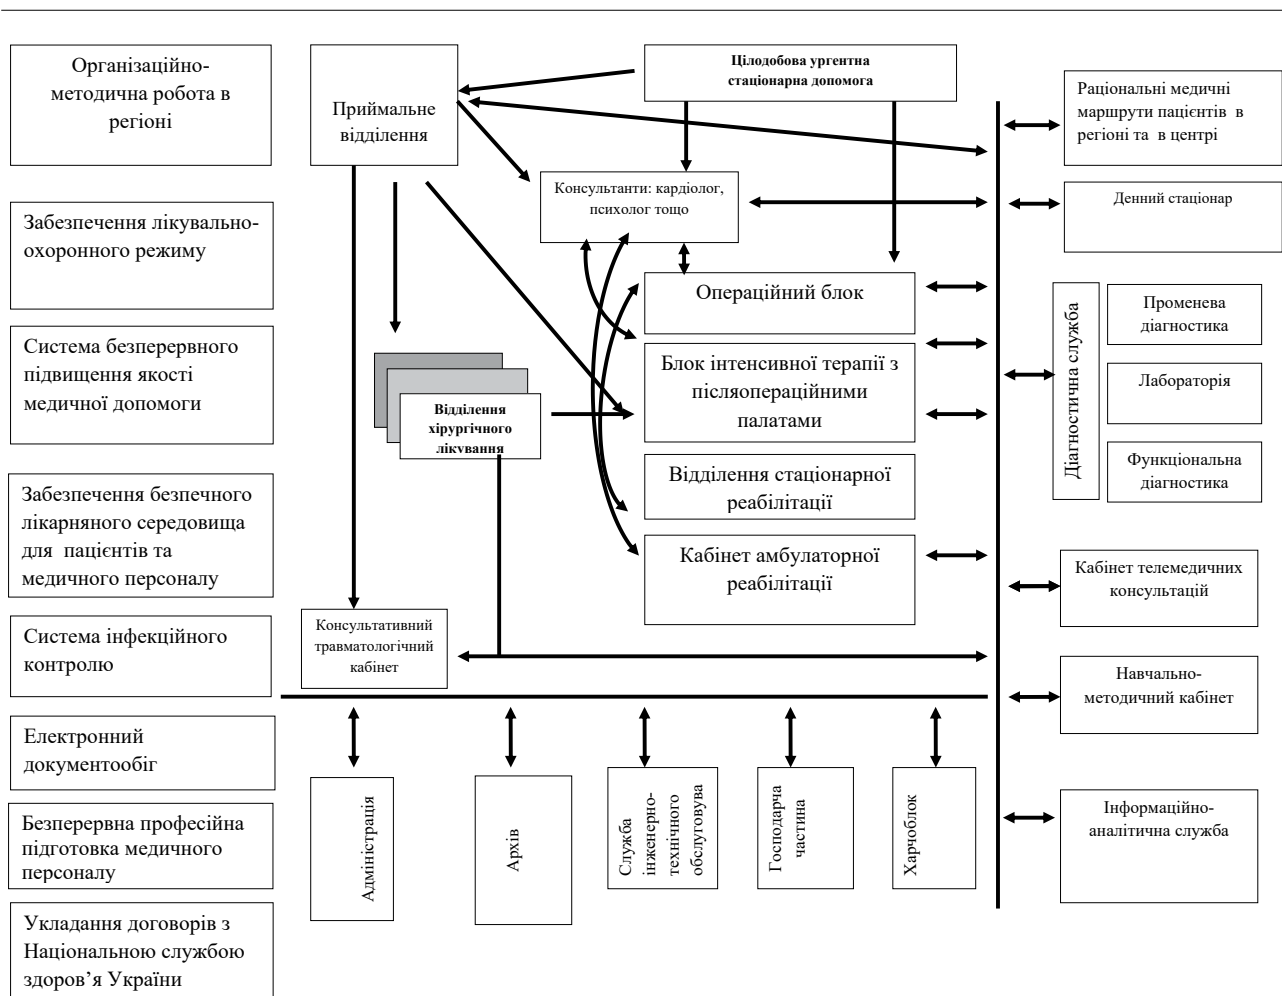 Організаційно-
методична робота в
регіоні
Забезпечення лікувально-
охоронного режиму
Система безперервного
підвищення якості
медичної допомоги
Забезпечення безпечного
лікарняного середовища
для пацієнтів та
медичного персоналу
Система інфекційного
контролю
Електронний
документообіг
Безперервна професійна
підготовка медичного
персоналу
Укладання договорів з
Національною службою
здоров’я України
Приймальне
відділення
Цілодобова ургентна
стаціонарна допомога
Консультанти: кардіолог,
психолог тощо
Операційний блок
Блок інтенсивної терапії з
післяопераційними
палатами
Відділення
хірургічного
лікування
Відділення стаціонарної
реабілітації
Кабінет амбулаторної
реабілітації
Консультативний
травматологічний
кабінет
Адміністрація
Архів
Служба
інженерно-
технічного
обслуговува
Господарча
частина
Харчоблок
Раціональні медичні
маршрути пацієнтів в
регіоні та в центрі
Денний стаціонар
Діагностична служба
Променева
діагностика
Лабораторія
Функціональна
діагностика
Кабінет телемедичних
консультацій
Навчально-
методичний кабінет
Інформаційно-
аналітична служба